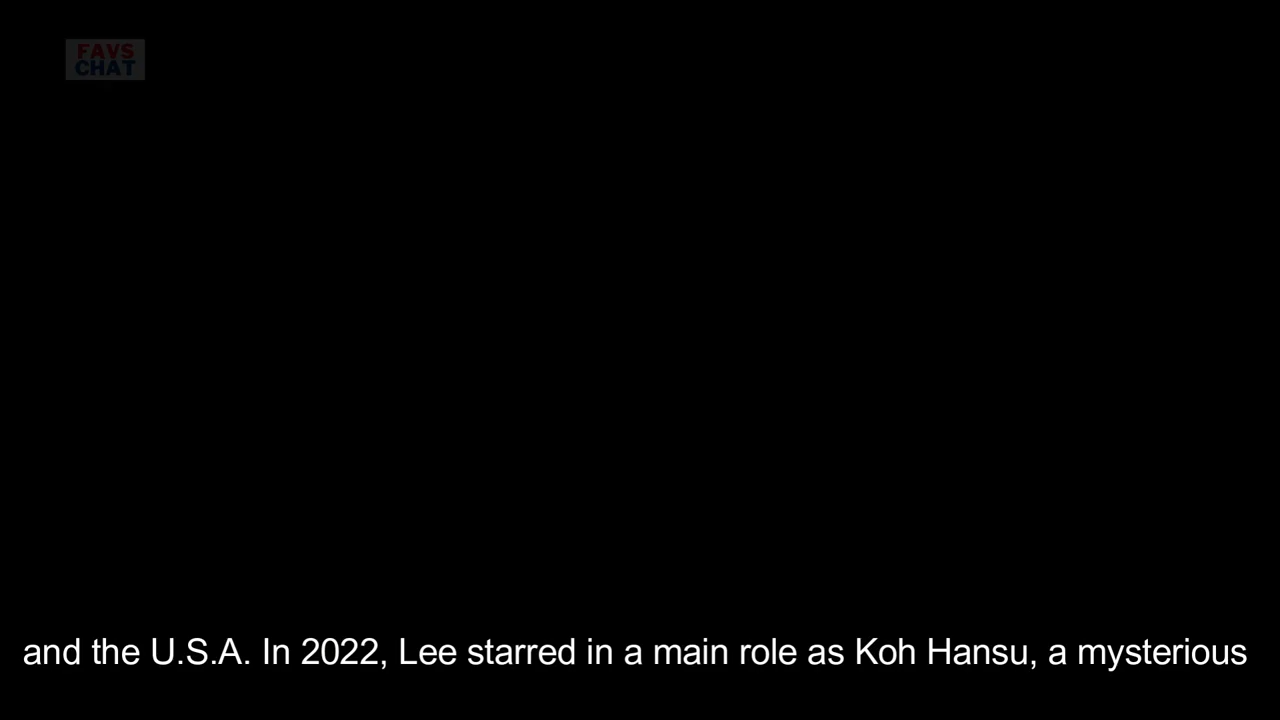 FAVS
CHAT
and the U.S.A. In 2022, Lee starred in a main role as Koh Hansu, a mysterious